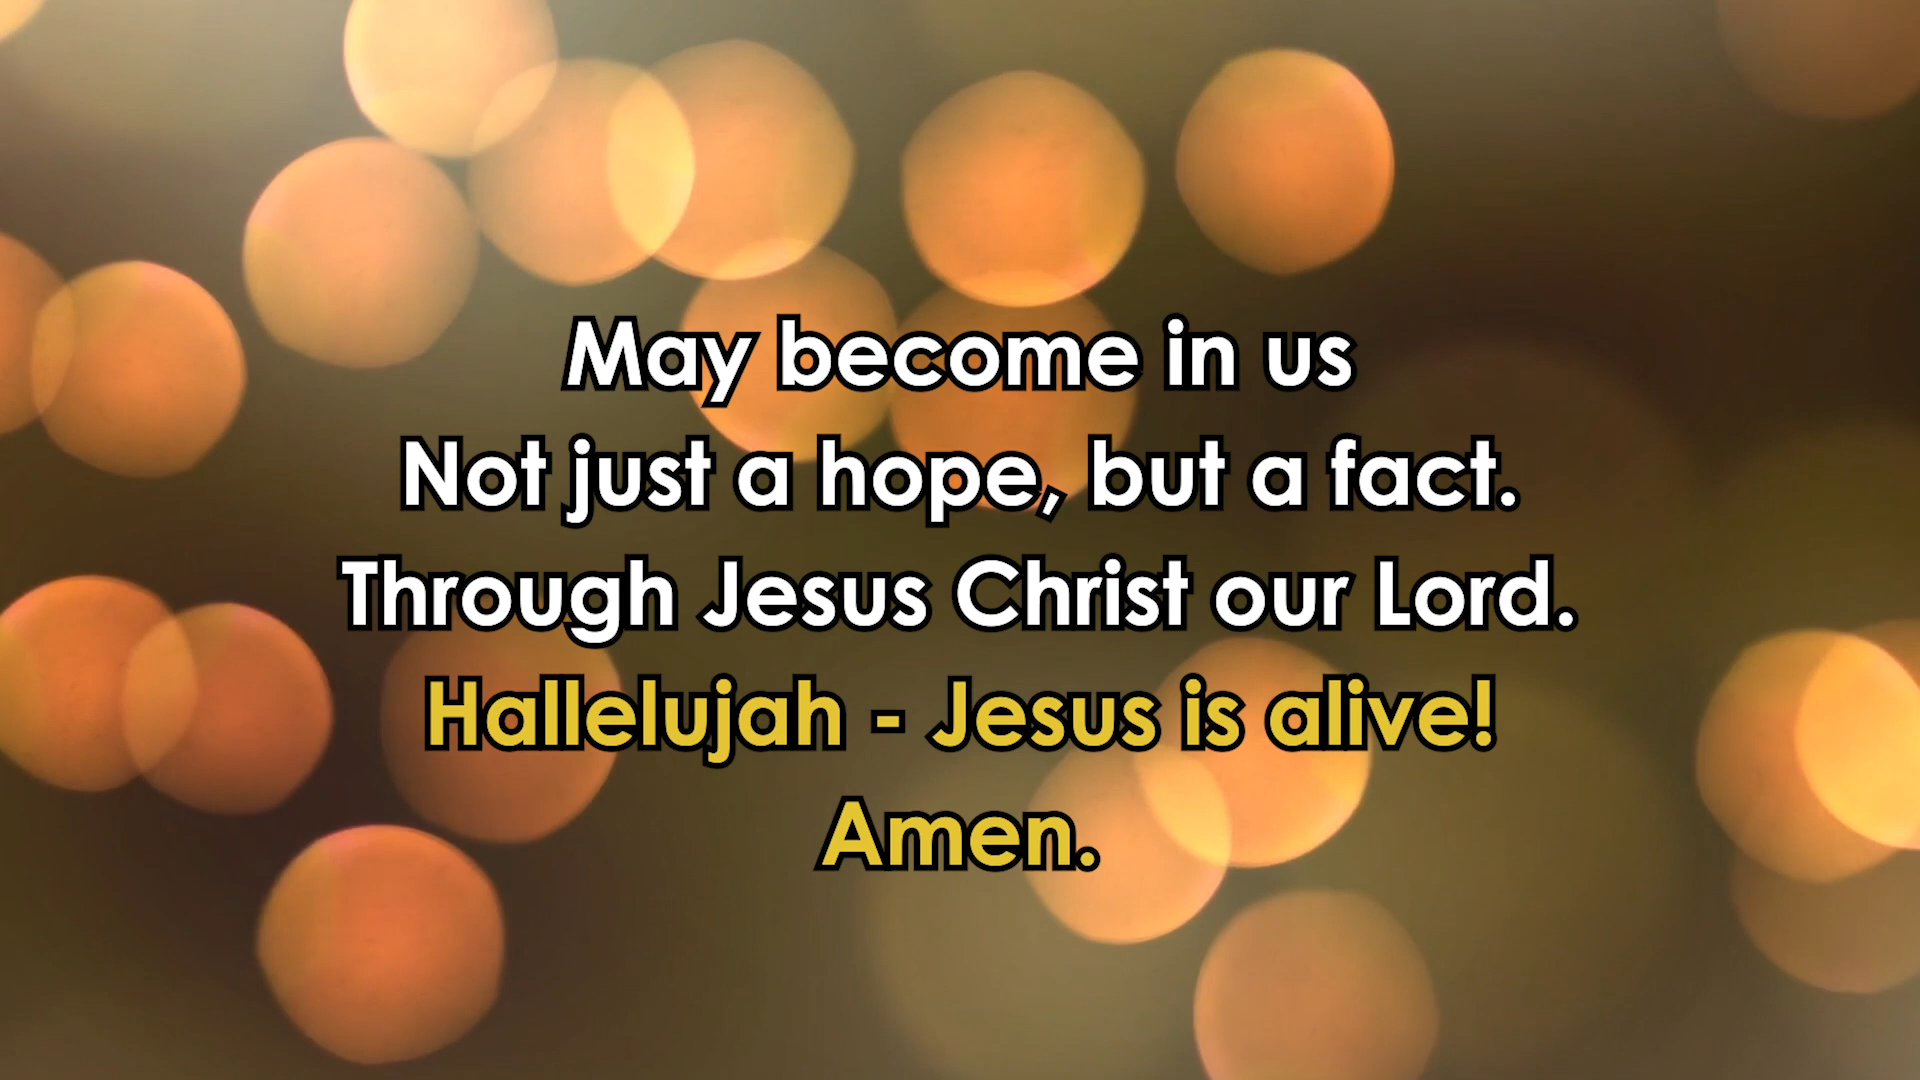 May become in us
Not just a hope, but a fact.
Through Jesus Christ our Lord.
Hallelujah - Jesus is alive!
Amen.